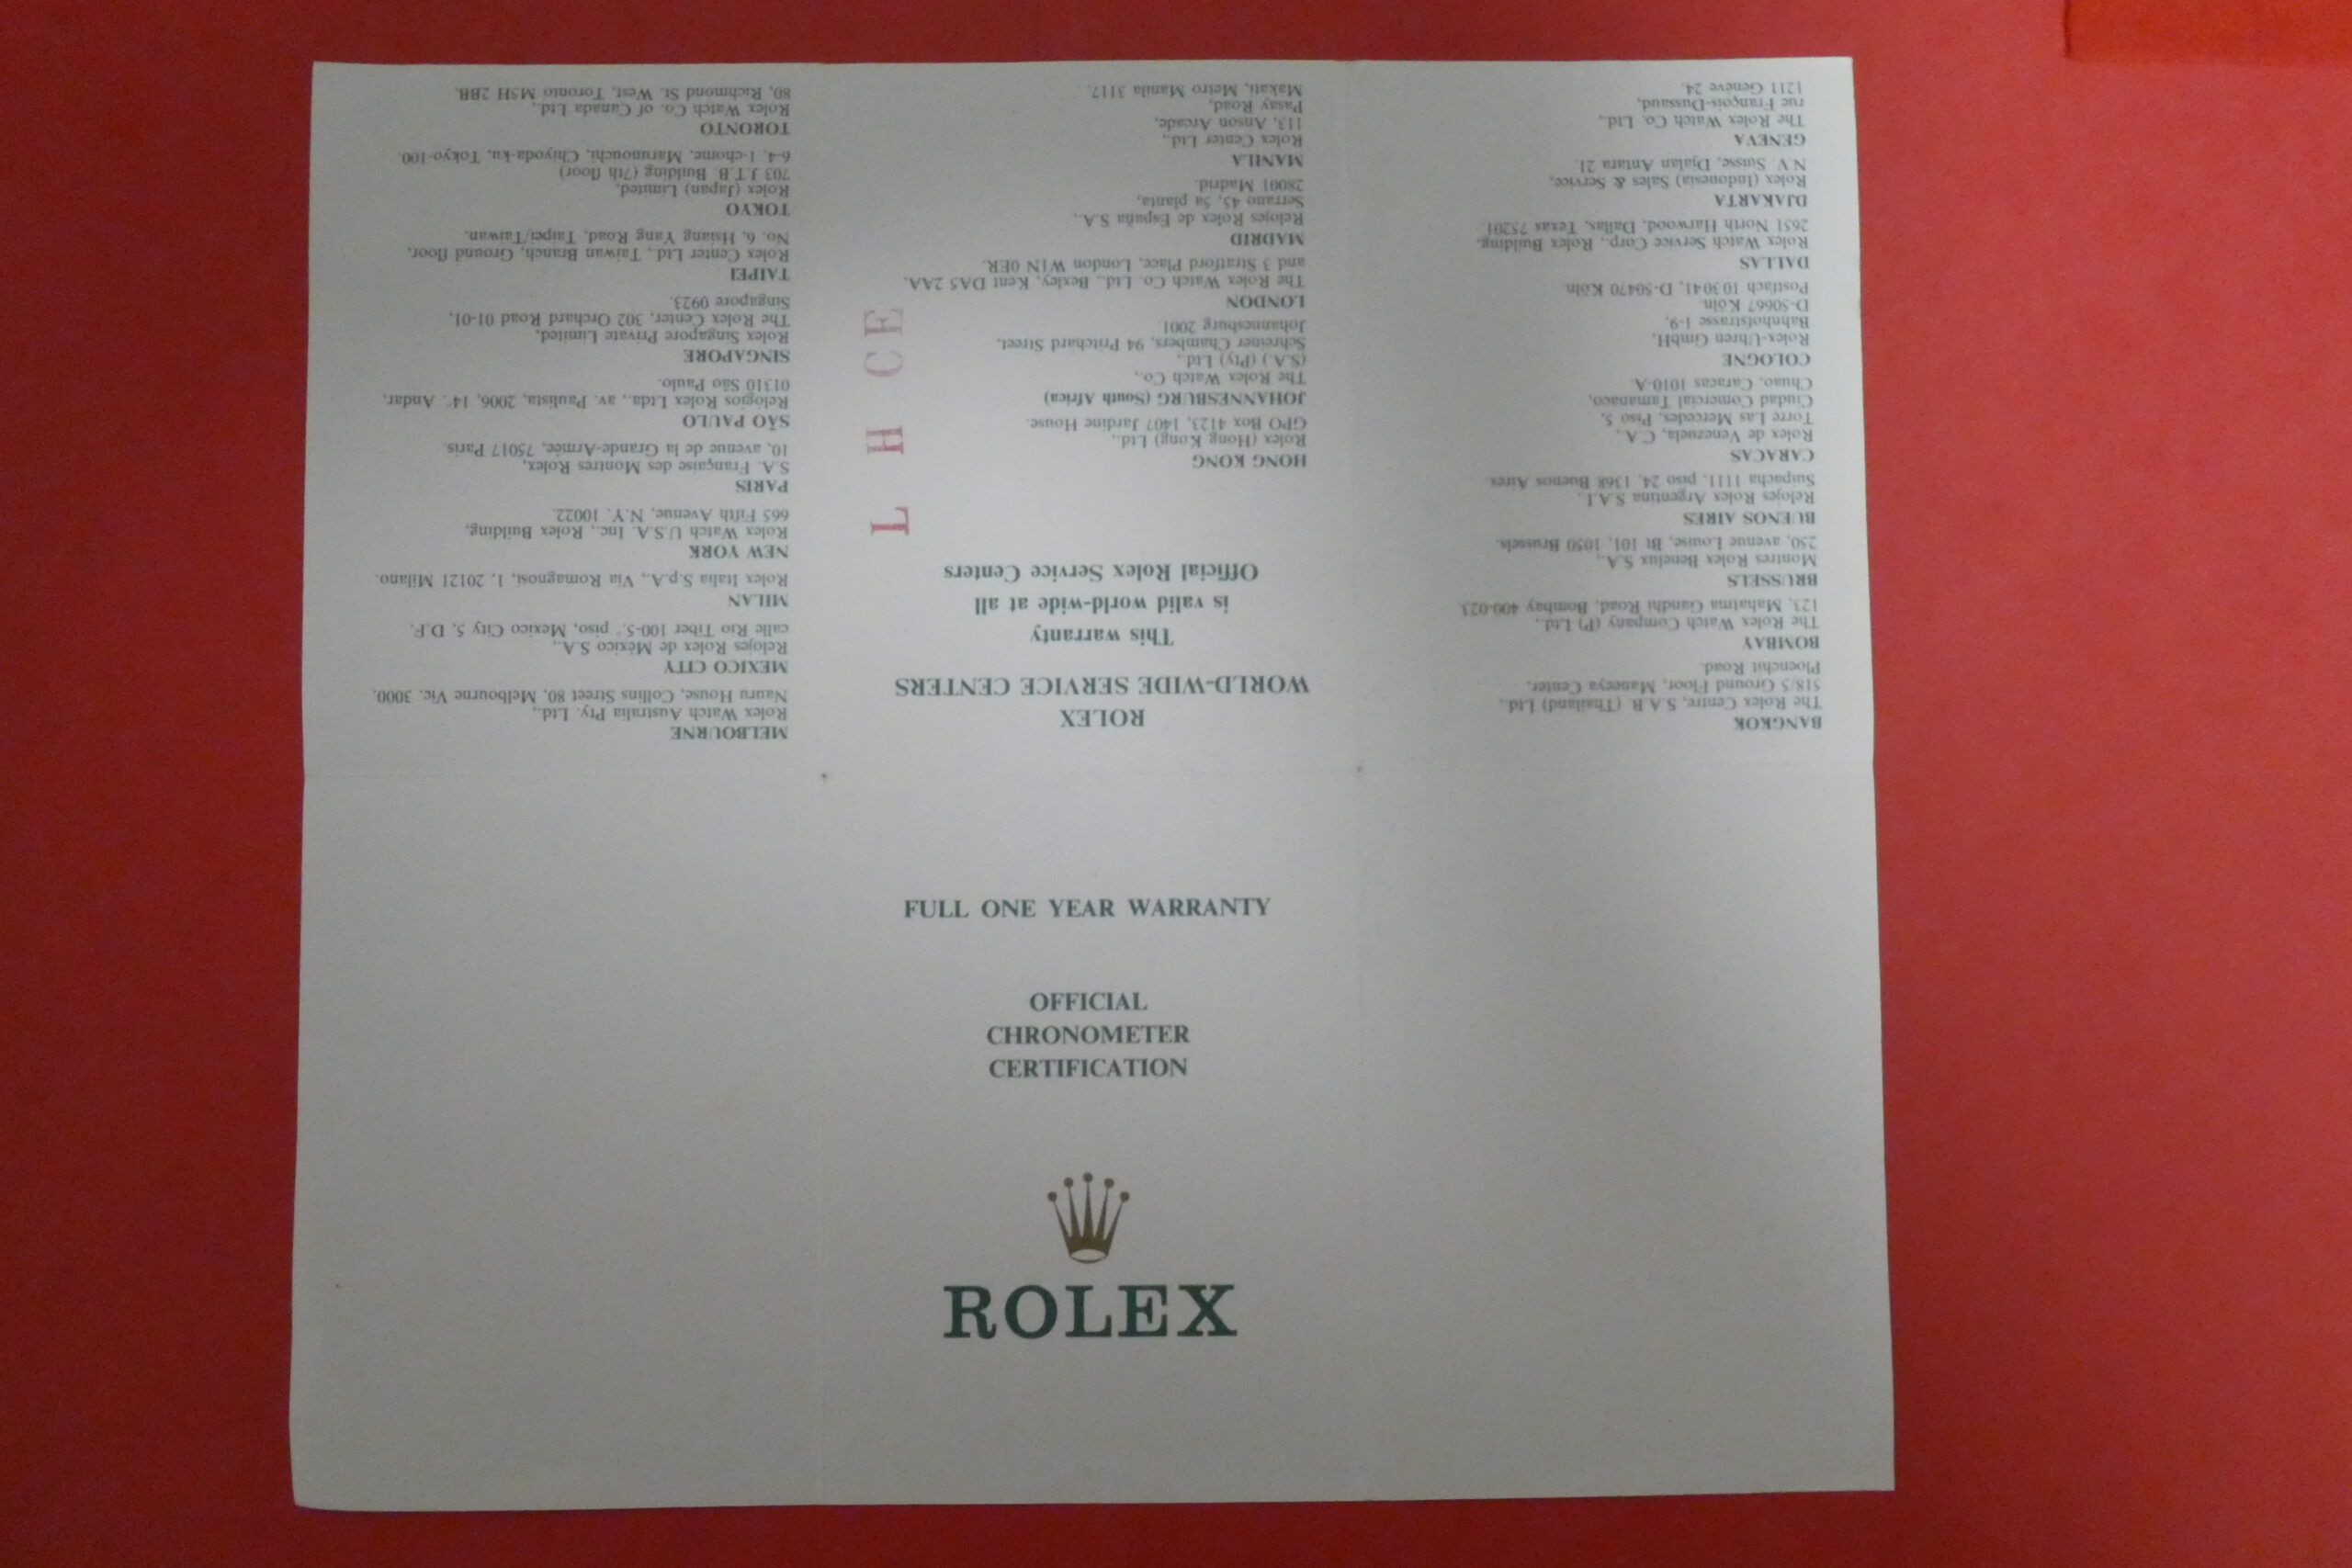 FULL ONE YEAR WARRANTY
OFFICIAL
CHRONOMETER
CERTIFICATION
ROLEX
ROLEX
WORLD-WIDE SERVICE CENTERS
This warranty
is valid world-wide at all
Official Rolex Service Centers
L H C E
BANGKOK
The Rolex Centre, S.A.B. (Thailand) Ltd.,
518/5 Ground Floor, Maneeya Center,
Ploenchit Road.
BOMBAY
The Rolex Watch Company (P) Ltd.,
123, Mahatma Gandhi Road, Bombay 400-023.
BRUSSELS
Montres Rolex Benelux S.A.,
250, avenue Louise, Bt 101, 1050 Brussels.
BUENOS AIRES
Relojes Rolex Argentina S.A.I.,
Suipacha 1111, piso 24, 1368 Buenos Aires.
CARACAS
Rolex de Venezuela, C.A.,
Torre Las Mercedes, Piso 5,
Ciudad Comercial Tamanaco,
Chuao, Caracas 1010-A.
COLOGNE
Rolex-Uhren GmbH,
Bahnhofstrasse 1-9,
D-50667 Köln.
Postfach 10 30 41, D-50470 Köln.
DALLAS
Rolex Watch Service Corp., Rolex Building,
2651 North Harwood, Dallas, Texas 75201.
DJAKARTA
Rolex (Indonesia) Sales & Service,
N.V. Suisse, Djalan Antara 21.
GENEVA
The Rolex Watch Co. Ltd.,
rue François-Dussaud,
1211 Genève 24.
HONG KONG
Rolex (Hong Kong) Ltd.,
GPO Box 4123, 1407 Jardine House.
JOHANNESBURG (South Africa)
The Rolex Watch Co.,
(S.A.) (Pty) Ltd.,
Schreiner Chambers, 94 Pritchard Street,
Johannesburg 2001.
LONDON
The Rolex Watch Co. Ltd., Bexley, Kent DA5 2AA,
and 3 Stratford Place, London W1N 0ER.
MADRID
Relojes Rolex de España S.A.,
Serrano 45, 5a planta,
28001 Madrid.
MANILA
Rolex Center Ltd.,
113, Anson Arcade,
Pasay Road,
Makati, Metro Manila 3117.
MELBOURNE
Rolex Watch Australia Pty. Ltd.,
Nauru House, Collins Street 80, Melbourne Vic. 3000.
MEXICO CITY
Relojes Rolex de México S.A.,
calle Rio Tiber 100-5.° piso, Mexico City 5, D.F.
MILAN
Rolex Italia S.p.A., Via Romagnosi, 1, 20121 Milano.
NEW YORK
Rolex Watch U.S.A. Inc., Rolex Building,
665 Fifth Avenue, N.Y. 10022.
PARIS
S.A. Française des Montres Rolex,
10, avenue de la Grande-Armée, 75017 Paris.
SÃO PAULO
Relógios Rolex Ltda., av. Paulista, 2006, 14°. Andar,
01310 São Paulo.
SINGAPORE
Rolex Singapore Private Limited,
The Rolex Center, 302 Orchard Road 01-01,
Singapore 0923.
TAIPEI
Rolex Center Ltd., Taiwan Branch, Ground floor,
No. 6, Hsiang Yang Road, Taipei/Taiwan.
TOKYO
Rolex (Japan) Limited,
703 J.T.B. Building (7th floor)
6-4, 1-chome, Marunouchi, Chiyoda-ku, Tokyo-100.
TORONTO
Rolex Watch Co. of Canada Ltd.,
80, Richmond St. West, Toronto M5H 2BB.